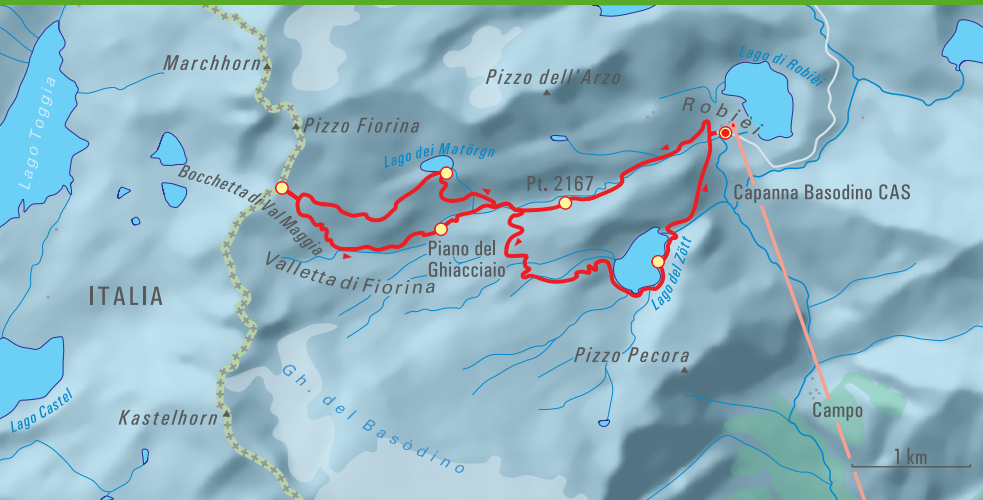 Lago di Robièi
Marchhorn
Pizzo dell'Arzo
Lago Toggia
Robièi
Pizzo Fiorina
Lago dei Matörgn
Bocchetta di Val Maggia
Pt. 2167
Capanna Basodino CAS
Piano del
Ghiacciaio
Valletta di Fiorina
Lago del Zött
ITALIA
Pizzo Pecora
Gh. del Basòdino
Lago Castel
Kastelhorn
Campo
1 km